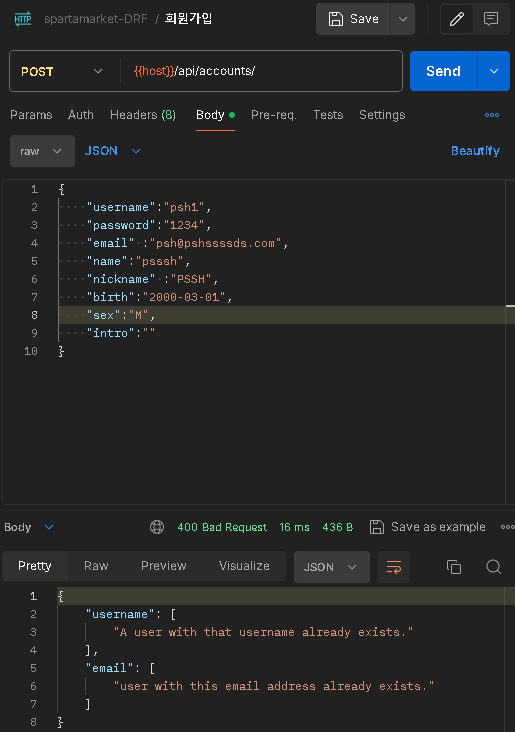 HTTP spartamarket-DRF / 회원가입 Save
POST {{host}}/api/accounts/ Send
Params Auth Headers (8) Body Pre-req. Tests Settings
raw JSON Beautify
1 {
2 "username":"psh1",
3 "password":"1234",
4 "email" :"psh@pshssssds.com",
5 "name":"psssh",
6 "nickname" :"PSSH",
7 "birth":"2000-03-01",
8 "sex":"M",
9 "intro":""
10 }
Body 400 Bad Request 16 ms 436 B Save as example
Pretty Raw Preview Visualize JSON
1 {
2 "username": [
3 "A user with that username already exists."
4 ],
5 "email": [
6 "user with this email address already exists."
7 ]
8 }